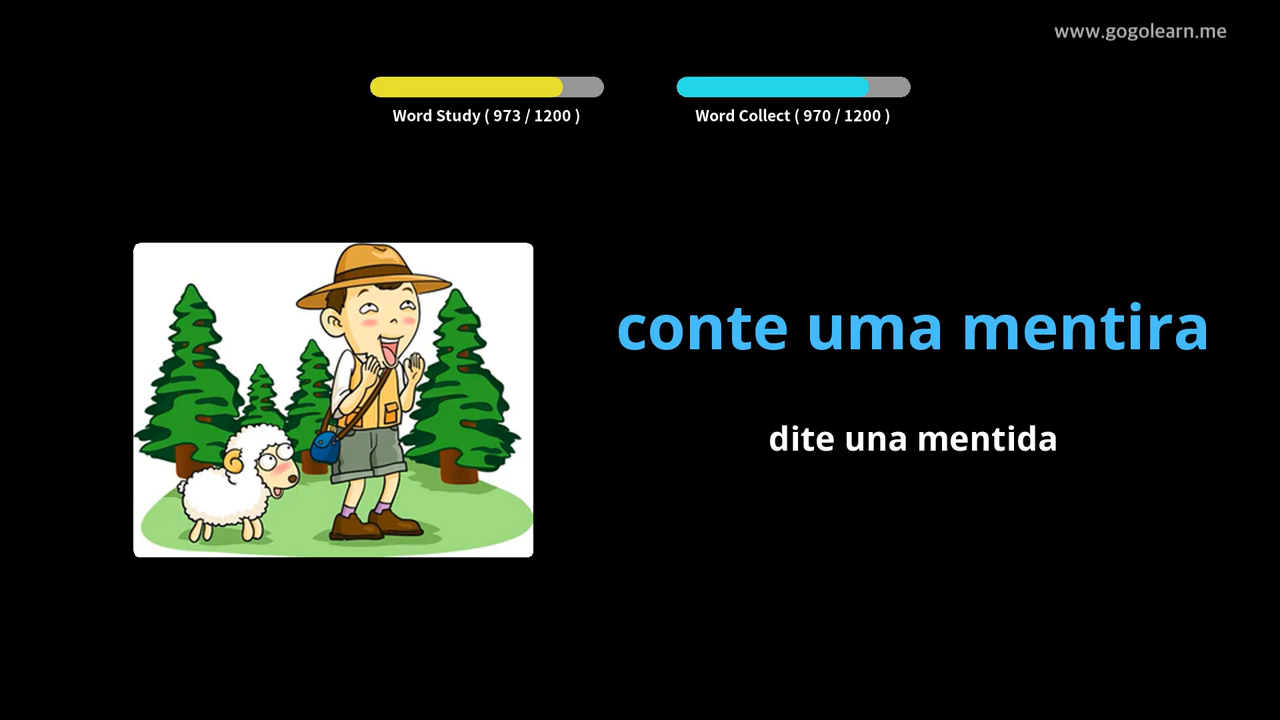 www.gogolearn.me
Word Study ( 973 / 1200 )
Word Collect ( 970 / 1200 )
conte uma mentira
dite una mentida